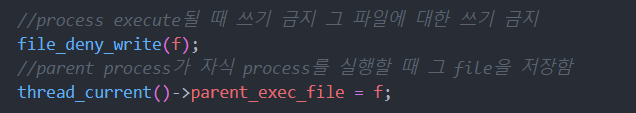 //process execute될 때 쓰기 금지 그 파일에 대한 쓰기 금지
file_deny_write(f);
//parent process가 자식 process를 실행할 때 그 file을 저장함
thread_current()->parent_exec_file = f;